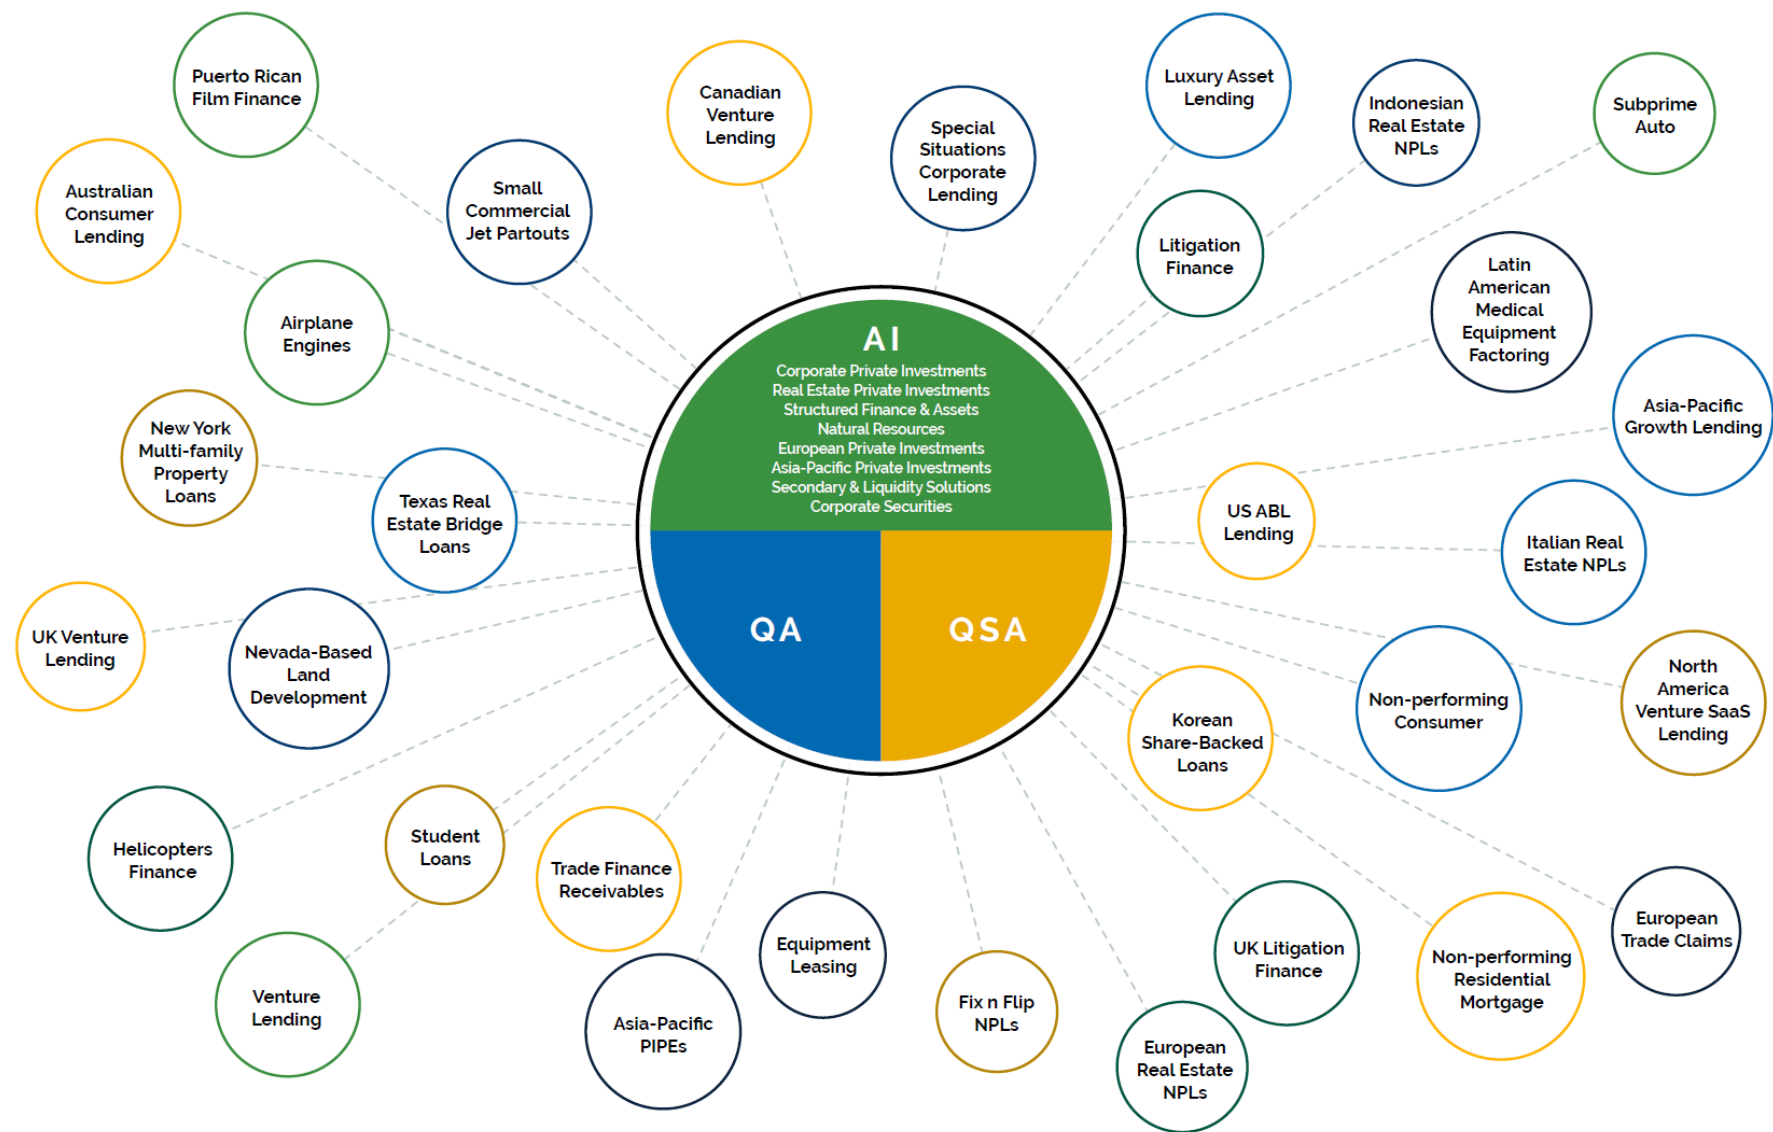 Puerto Rican
Film Finance
Canadian
Venture
Lending
Luxury Asset
Lending
Indonesian
Real Estate
NPLs
Subprime
Auto
Special
Situations
Corporate
Lending
Australian
Consumer
Lending
Small
Commercial
Jet Partouts
Litigation
Finance
Latin
American
Medical
Equipment
Factoring
Airplane
Engines
AI
Corporate Private Investments
Real Estate Private Investments
Structured Finance & Assets
Natural Resources
European Private Investments
Asia-Pacific Private Investments
Secondary & Liquidity Solutions
Corporate Securities
Asia-Pacific
Growth Lending
New York
Multi-family
Property
Loans
Texas Real
Estate Bridge
Loans
US ABL
Lending
Italian Real
Estate NPLs
QA
QSA
UK Venture
Lending
Nevada-Based
Land
Development
Korean
Share-Backed
Loans
Non-performing
Consumer
North
America
Venture SaaS
Lending
Helicopters
Finance
Student
Loans
Trade Finance
Receivables
Equipment
Leasing
UK Litigation
Finance
Non-performing
Residential
Mortgage
European
Trade Claims
Venture
Lending
Asia-Pacific
PIPEs
Fix n Flip
NPLs
European
Real Estate
NPLs